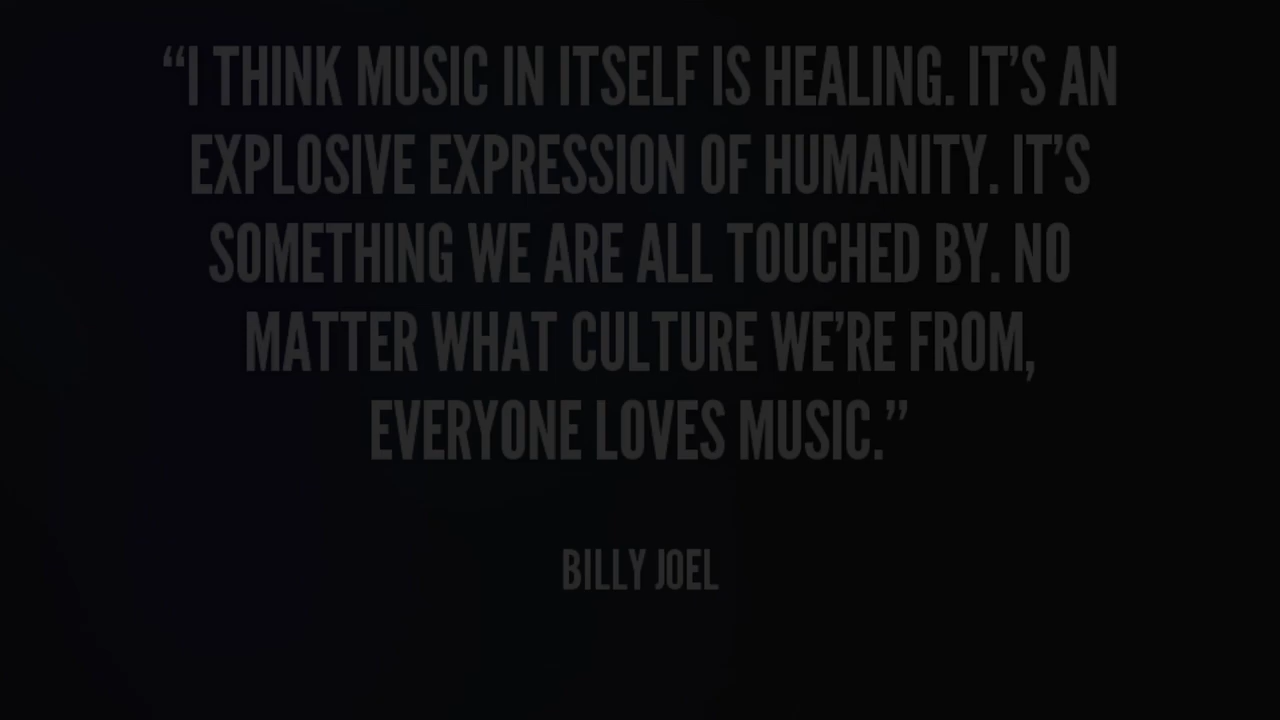 “I THINK MUSIC IN ITSELF IS HEALING. IT’S AN
EXPLOSIVE EXPRESSION OF HUMANITY. IT’S
SOMETHING WE ARE ALL TOUCHED BY. NO
MATTER WHAT CULTURE WE’RE FROM,
EVERYONE LOVES MUSIC.”
BILLY JOEL